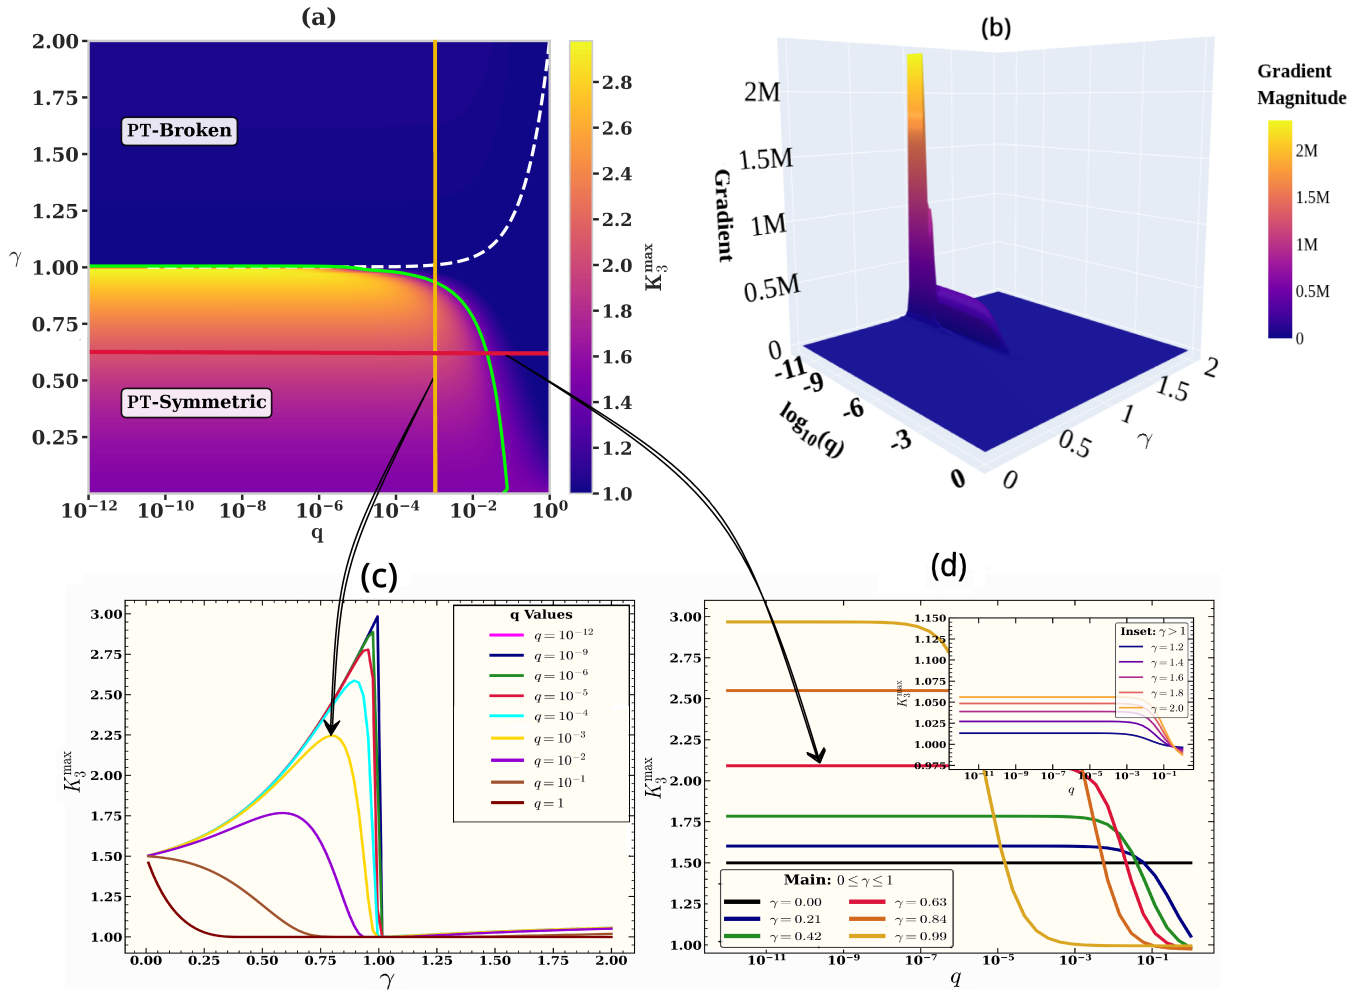 (a)
2.00
1.75
1.50
1.25
1.00
0.75
0.50
0.25
γ
PT-Broken
PT-Symmetric
10⁻¹² 10⁻¹⁰ 10⁻⁸ 10⁻⁶ 10⁻⁴ 10⁻² 10⁰
q
2.8
2.6
2.4
2.2
2.0
1.8
1.6
1.4
1.2
1.0
K₃ᵐᵃˣ
(b)
Gradient
2M
1.5M
1M
0.5M
0
-11
-9
-6
-3
0
log₁₀(q)
0
0.5
1
1.5
2
γ
Gradient
Magnitude
2M
1.5M
1M
0.5M
0
(c)
K₃ᵐᵃˣ
3.00
2.75
2.50
2.25
2.00
1.75
1.50
1.25
1.00
0.00 0.25 0.50 0.75 1.00 1.25 1.50 1.75 2.00
γ
q Values
q = 10⁻¹²
q = 10⁻⁹
q = 10⁻⁶
q = 10⁻⁵
q = 10⁻⁴
q = 10⁻³
q = 10⁻²
q = 10⁻¹
q = 1
(d)
K₃ᵐᵃˣ
3.00
2.75
2.50
2.25
2.00
1.75
1.50
1.25
1.00
10⁻¹¹ 10⁻⁹ 10⁻⁷ 10⁻⁵ 10⁻³ 10⁻¹
q
Main: 0 ≤ γ ≤ 1
γ = 0.00 γ = 0.63
γ = 0.21 γ = 0.84
γ = 0.42 γ = 0.99
K₃ᵐᵃˣ
1.150
1.125
1.100
1.075
1.050
1.025
1.000
0.975
10⁻¹¹ 10⁻⁹ 10⁻⁷ 10⁻⁵ 10⁻³ 10⁻¹
q
Inset: γ > 1
γ = 1.2
γ = 1.4
γ = 1.6
γ = 1.8
γ = 2.0